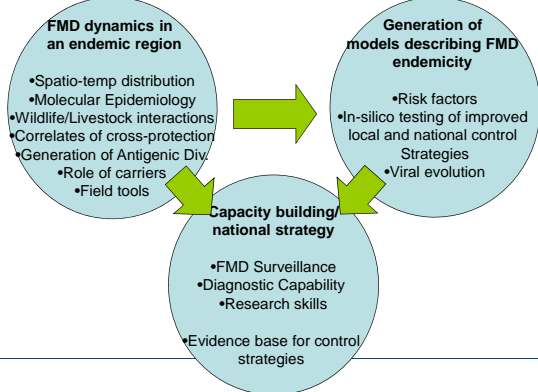 FMD dynamics in
an endemic region
•Spatio-temp distribution
•Molecular Epidemiology
•Wildlife/Livestock interactions
•Correlates of cross-protection
•Generation of Antigenic Div.
•Role of carriers
•Field tools
Generation of
models describing FMD
endemicity
•Risk factors
•In-silico testing of improved
local and national control
Strategies
•Viral evolution
Capacity building/
national strategy
•FMD Surveillance
•Diagnostic Capability
•Research skills
•Evidence base for control
strategies